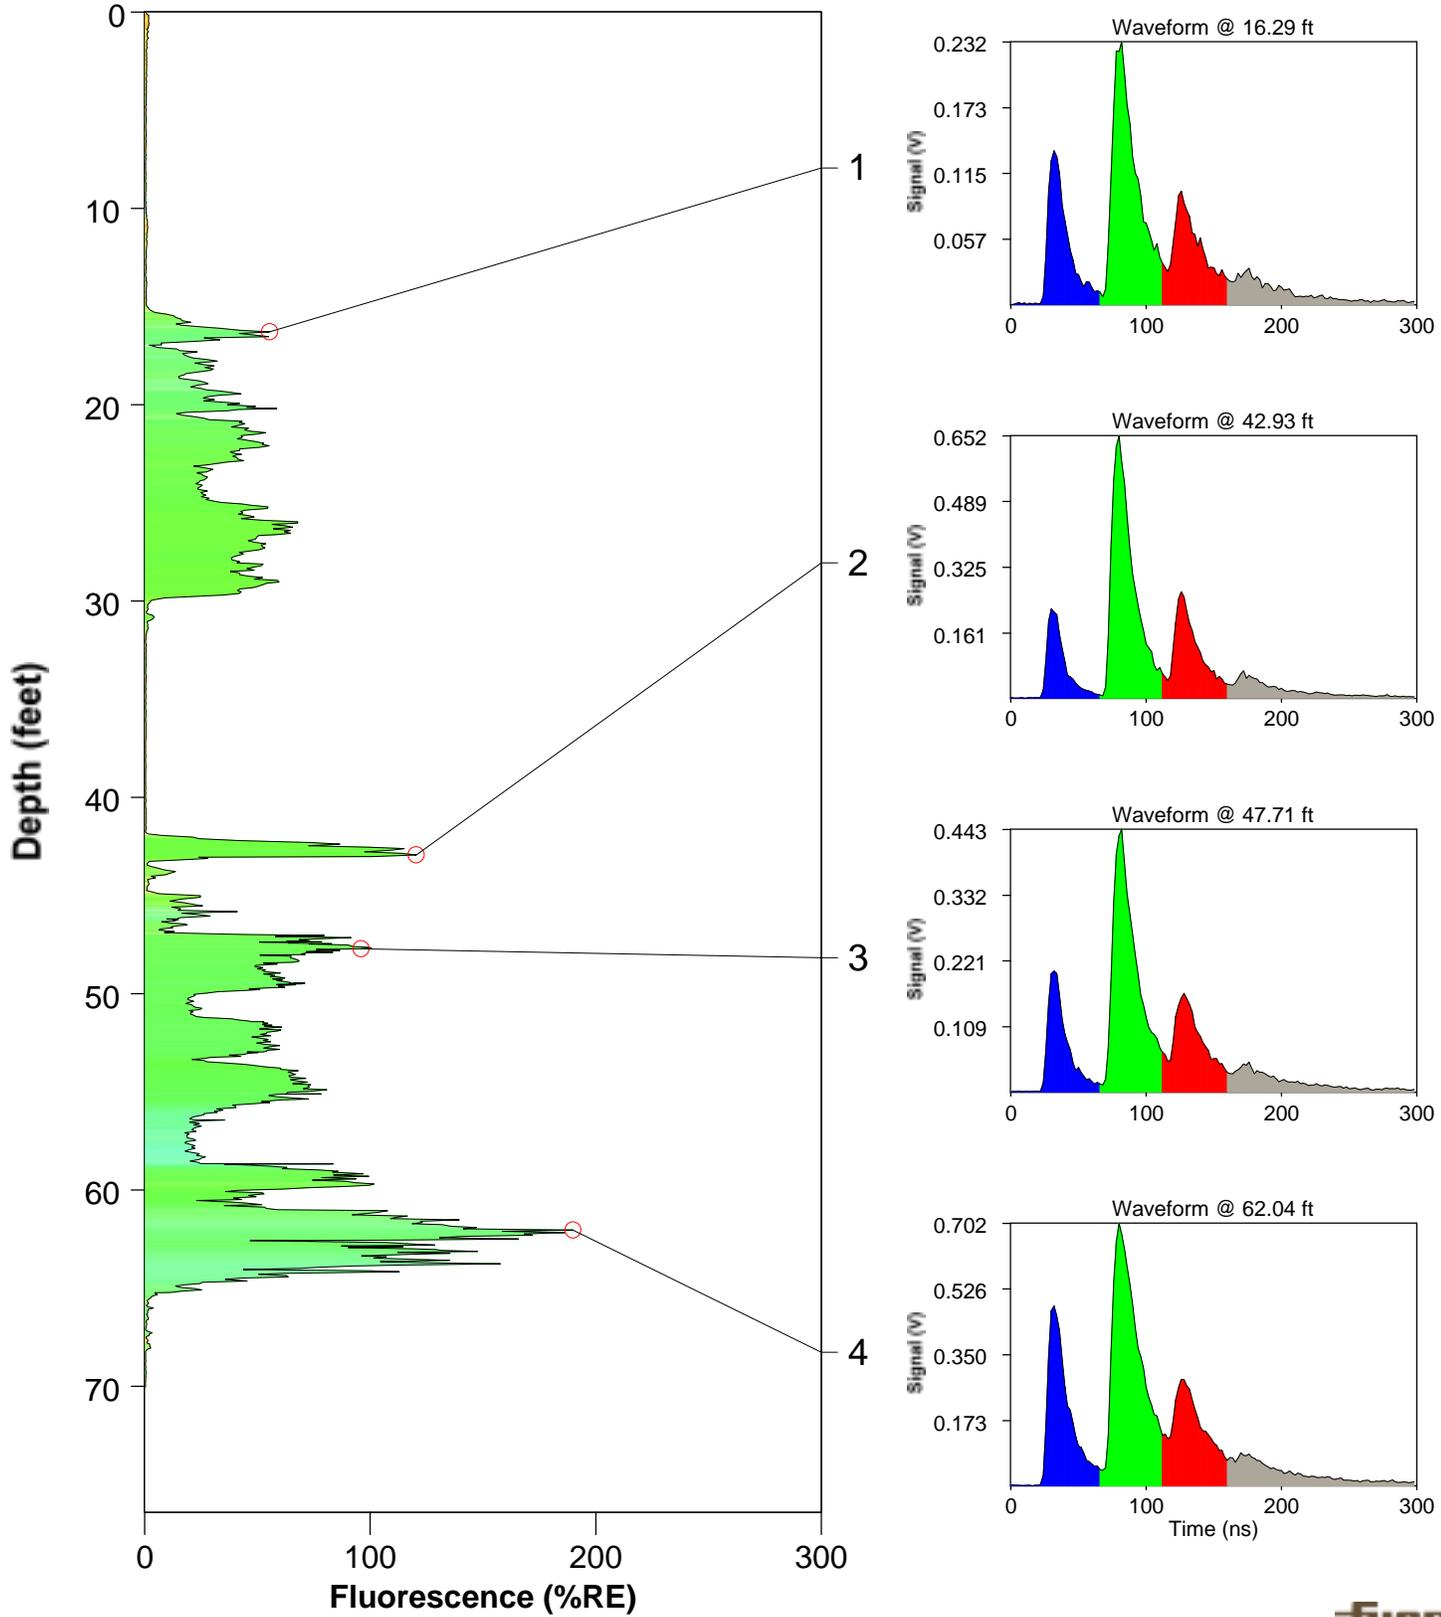 0
10
20
30
40
50
60
70
Depth (feet)
0 100 200 300
Fluorescence (%RE)
1
2
3
4
Waveform @ 16.29 ft
0.232
0.173
0.115
0.057
Signal (V)
0 100 200 300
Waveform @ 42.93 ft
0.652
0.489
0.325
0.161
Signal (V)
0 100 200 300
Waveform @ 47.71 ft
0.443
0.332
0.221
0.109
Signal (V)
0 100 200 300
Waveform @ 62.04 ft
0.702
0.526
0.350
0.173
Signal (V)
0 100 200 300
Time (ns)